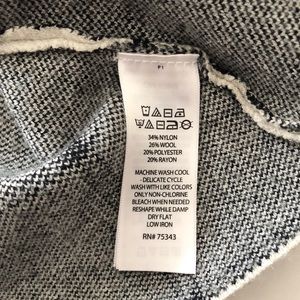 F1
34% NYLON
26% WOOL
20% POLYESTER
20% RAYON
MACHINE WASH COOL
- DELICATE CYCLE
WASH WITH LIKE COLORS
ONLY NON-CHLORINE
BLEACH WHEN NEEDED
RESHAPE WHILE DAMP
DRY FLAT
LOW IRON
RN# 75343